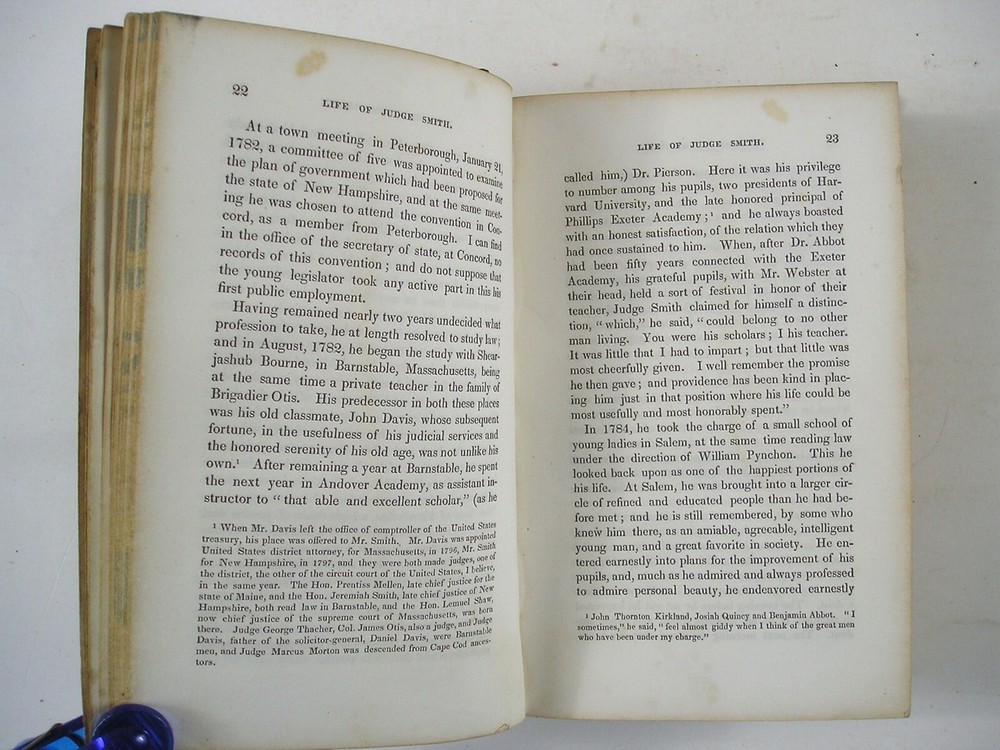 22
LIFE OF JUDGE SMITH.
At a town meeting in Peterborough, January 21,
1782, a committee of five was appointed to examine
the plan of government which had been proposed for
the state of New Hampshire, and at the same meet-
ing he was chosen to attend the convention in Con-
cord, as a member from Peterborough. I can find
in the office of the secretary of state, at Concord, no
records of this convention; and do not suppose that
the young legislator took any active part in this his
first public employment.
Having remained nearly two years undecided what
profession to take, he at length resolved to study law;
and in August, 1782, he began the study with Shear-
jashub Bourne, in Barnstable, Massachusetts, being
at the same time a private teacher in the family of
Brigadier Otis. His predecessor in both these places
was his old classmate, John Davis, whose subsequent
fortune, in the usefulness of his judicial services and
the honored serenity of his old age, was not unlike his
own.¹ After remaining a year at Barnstable, he spent
the next year in Andover Academy, as assistant in-
structor to "that able and excellent scholar," (as he
¹ When Mr. Davis left the office of comptroller of the United States
treasury, his place was offered to Mr. Smith. Mr. Davis was appointed
United States district attorney, for Massachusetts, in 1796, Mr. Smith
for New Hampshire, in 1797, and they were both made judges, one of
the district, the other of the circuit court of the United States, I believe,
in the same year. The Hon. Prentiss Mellen, late chief justice for the
state of Maine, and the Hon. Jeremiah Smith, late chief justice of New
Hampshire, both read law in Barnstable, and the Hon. Lemuel Shaw,
now chief justice of the supreme court of Massachusetts, was born
there. Judge George Thacher, Col. James Otis, also a judge, and Judge
Davis, father of the solicitor-general, Daniel Davis, were Barnstable
men, and Judge Marcus Morton was descended from Cape Cod ances-
tors.
LIFE OF JUDGE SMITH.
23
called him,) Dr. Pierson. Here it was his privilege
to number among his pupils, two presidents of Har-
vard University, and the late honored principal of
Phillips Exeter Academy;¹ and he always boasted
with an honest satisfaction, of the relation which they
had once sustained to him. When, after Dr. Abbot
had been fifty years connected with the Exeter
Academy, his grateful pupils, with Mr. Webster at
their head, held a sort of festival in honor of their
teacher, Judge Smith claimed for himself a distinc-
tion, "which," he said, "could belong to no other
man living. You were his scholars; I his teacher.
It was little that I had to impart; but that little was
most cheerfully given. I well remember the promise
he then gave; and providence has been kind in plac-
ing him just in that position where his life could be
most usefully and most honorably spent."
In 1784, he took the charge of a small school of
young ladies in Salem, at the same time reading law
under the direction of William Pynchon. This he
looked back upon as one of the happiest portions of
his life. At Salem, he was brought into a larger cir-
cle of refined and educated people than he had be-
fore met; and he is still remembered, by some who
knew him there, as an amiable, agreeable, intelligent
young man, and a great favorite in society. He en-
tered earnestly into plans for the improvement of his
pupils, and, much as he admired and always professed
to admire personal beauty, he endeavored earnestly
¹ John Thornton Kirkland, Josiah Quincy and Benjamin Abbot. "I
sometimes," he said, "feel almost giddy when I think of the great men
who have been under my charge."